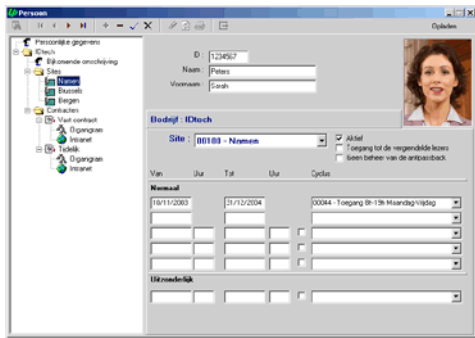 Persoon
Opladen
Persoonlijke gegevens
IDtech
Bijkomende omschrijving
Sites
Namen
Brussels
Bergen
Contracten
Vast contract
Organigram
Intranet
Tijdelijk
Organigram
Intranet
ID : 1234567
Naam : Peters
Voornaam : Sarah
Bedrijf : IDtech
Site : 00100 - Namen
Aktief
Toegang tot de vergrendelde lezers
Geen beheer van de antipassback
Van Uur Tot Uur Cyclus
Normaal
10/11/2003 31/12/2004 00044 - Toegang 8h-19h Maandag-Vrijdag
Uitzonderlijk